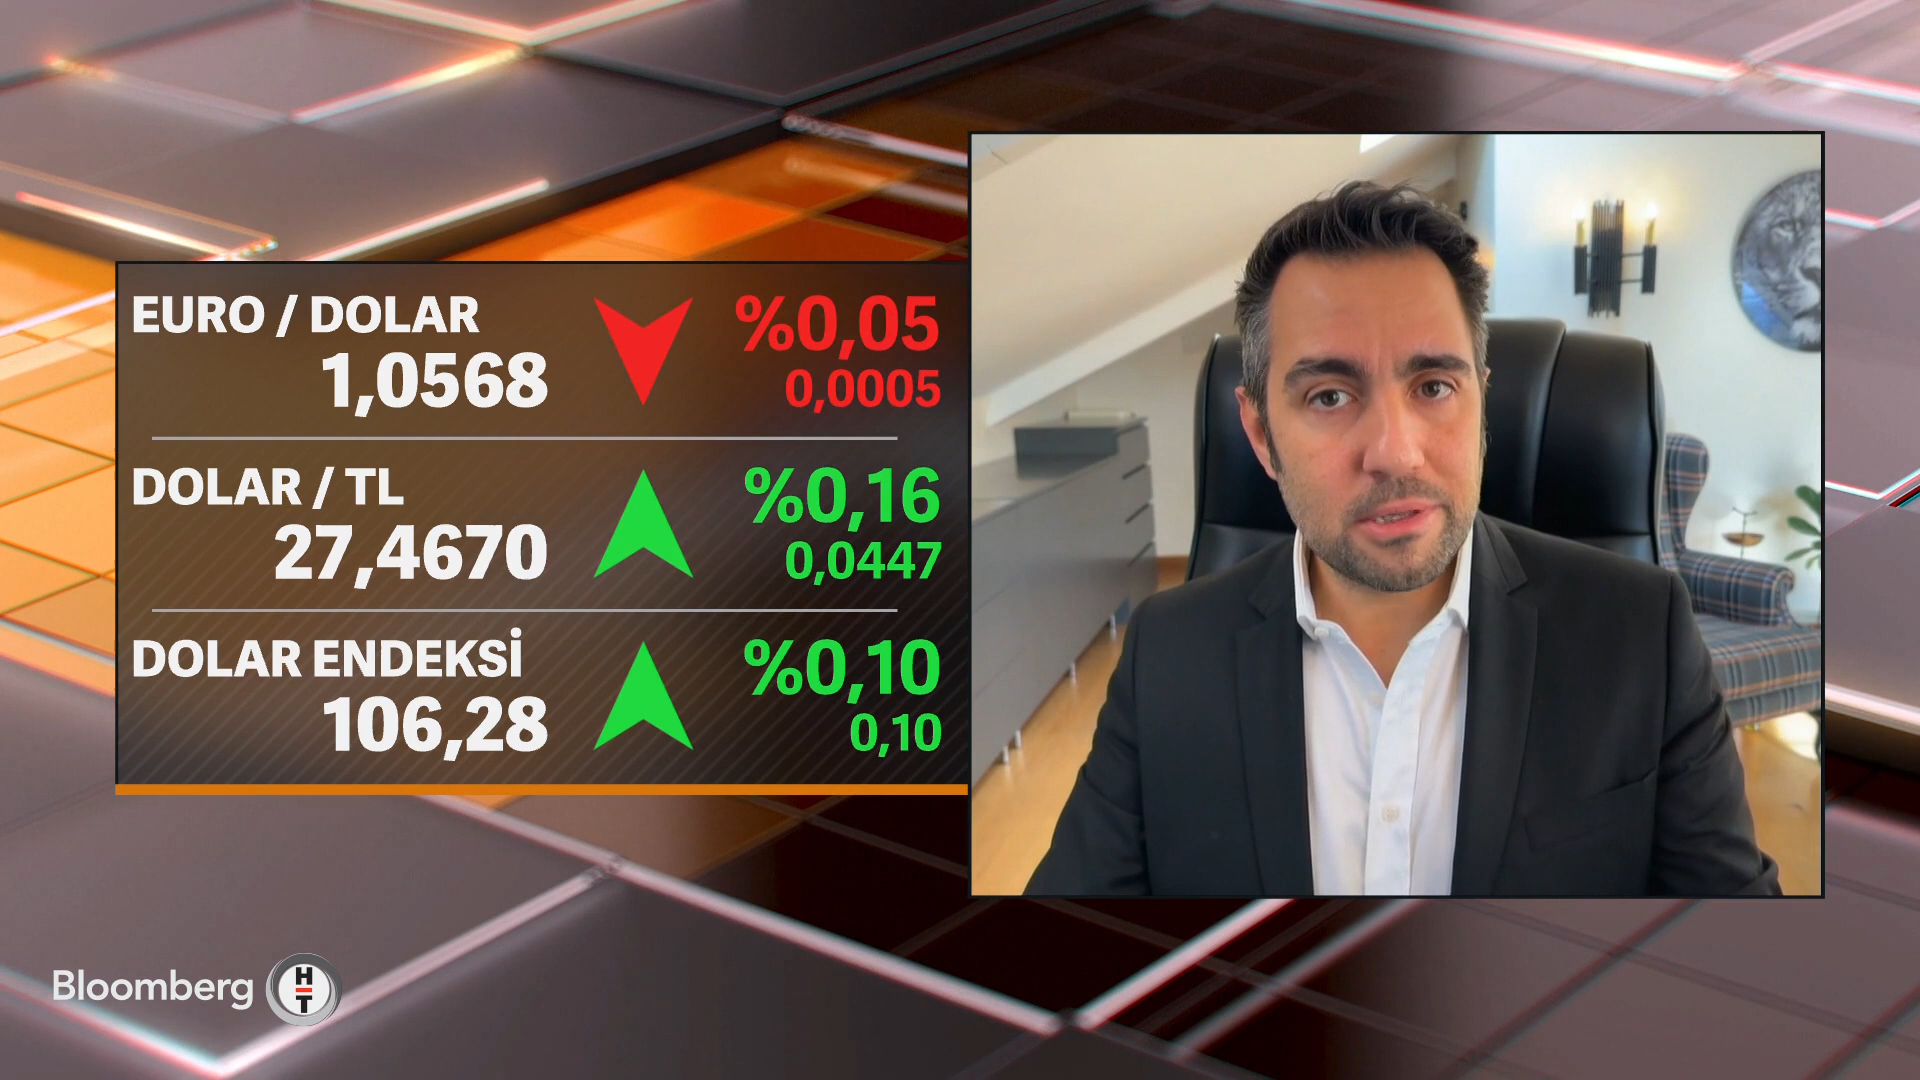 EURO / DOLAR
1,0568
%0,05
0,0005
DOLAR / TL
27,4670
%0,16
0,0447
DOLAR ENDEKSİ
106,28
%0,10
0,10
Bloomberg HT